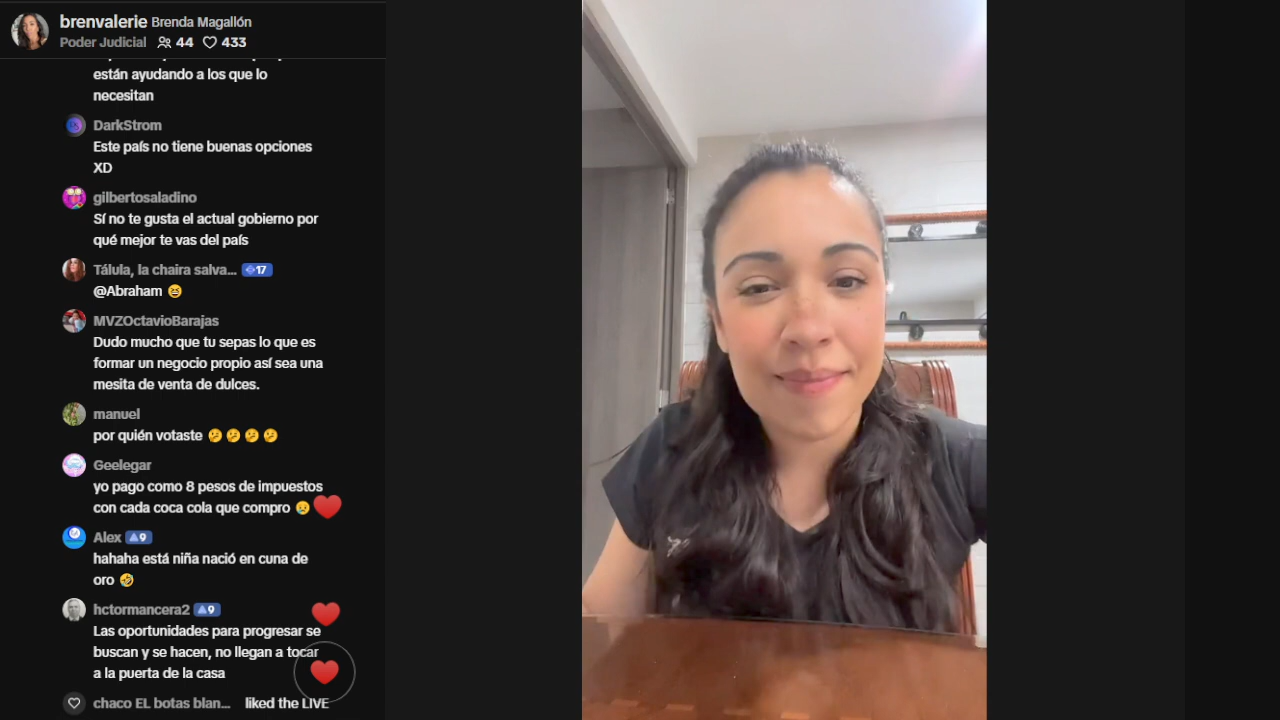 brenvalerie Brenda Magallón
Poder Judicial 44 433
están ayudando a los que lo
necesitan
DarkStrom
Este país no tiene buenas opciones
XD
gilbertosaladino
Sí no te gusta el actual gobierno por
qué mejor te vas del país
Tálula, la chaira salva... 17
@Abraham 😆
MVZOctavioBarajas
Dudo mucho que tu sepas lo que es
formar un negocio propio así sea una
mesita de venta de dulces.
manuel
por quién votaste 🤔🤔🤔🤔
Geelegar
yo pago como 8 pesos de impuestos
con cada coca cola que compro 😥
Alex 9
hahaha está niña nació en cuna de
oro 🤣
hctormancera2 9
Las oportunidades para progresar se
buscan y se hacen, no llegan a tocar
a la puerta de la casa
chaco EL botas blan... liked the LIVE